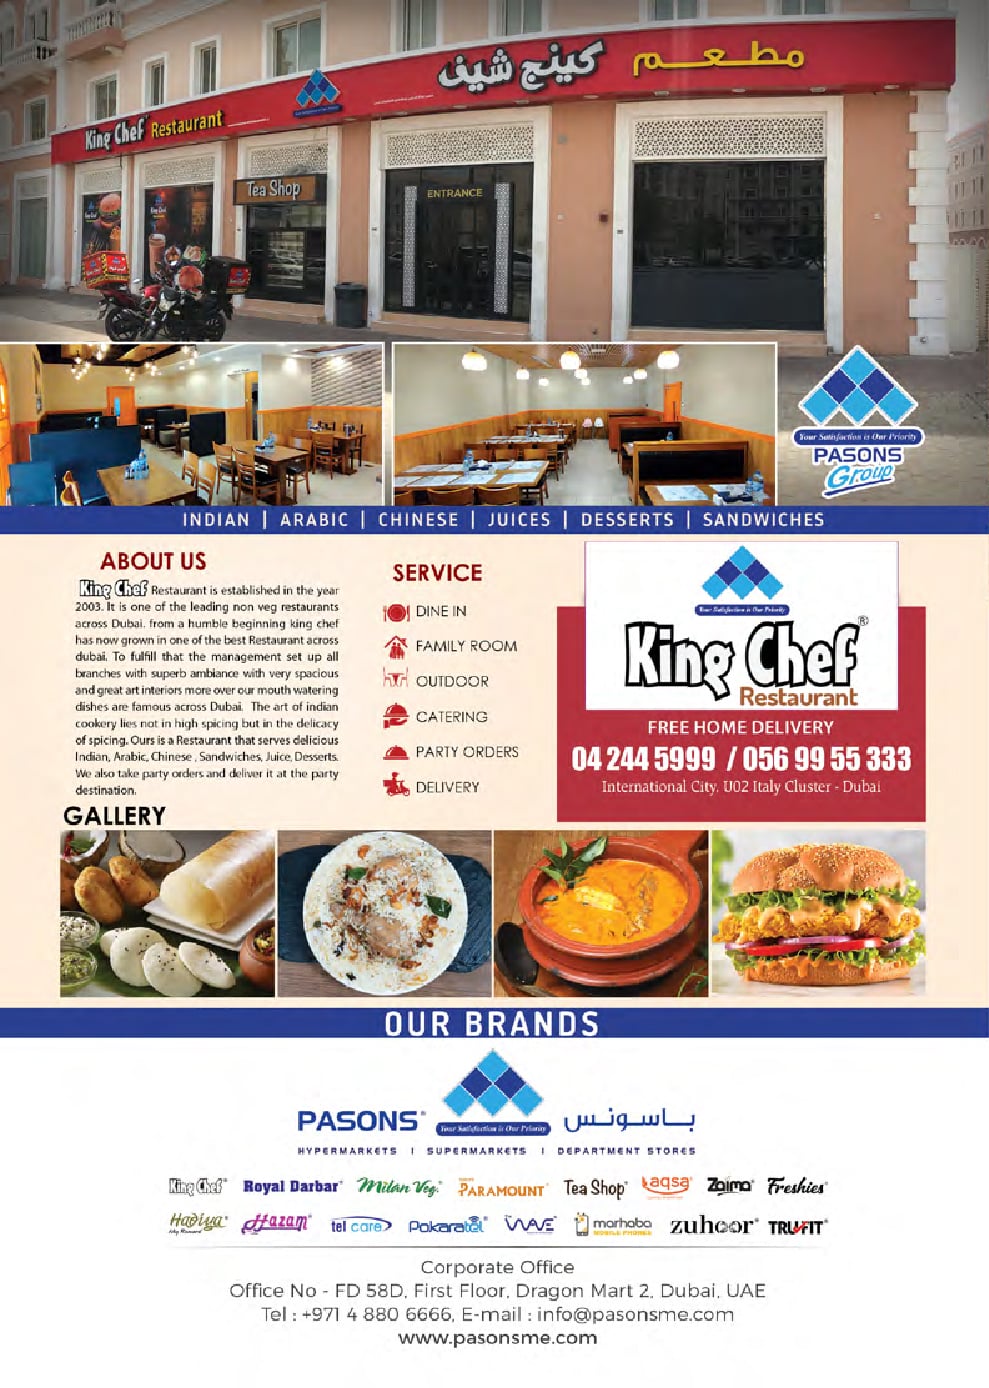 مطعم كينج شيف
King Chef Restaurant
Tea Shop
ENTRANCE
Your Satisfaction is Our Priority
PASONS
Group
INDIAN | ARABIC | CHINESE | JUICES | DESSERTS | SANDWICHES
ABOUT US
King Chef Restaurant is established in the year
2003. It is one of the leading non veg restaurants
across Dubai. from a humble beginning king chef
has now grown in one of the best Restaurant across
dubai. To fulfill that the management set up all
branches with superb ambiance with very spacious
and great art interiors more over our mouth watering
dishes are famous across Dubai. The art of indian
cookery lies not in high spicing but in the delicacy
of spicing. Ours is a Restaurant that serves delicious
Indian, Arabic, Chinese , Sandwiches, Juice, Desserts.
We also take party orders and deliver it at the party
destination.
SERVICE
DINE IN
FAMILY ROOM
OUTDOOR
CATERING
PARTY ORDERS
DELIVERY
Your Satisfaction is Our Priority
King Chef®
Restaurant
FREE HOME DELIVERY
04 244 5999 / 056 99 55 333
International City, U02 Italy Cluster - Dubai
GALLERY
OUR BRANDS
PASONS® Your Satisfaction is Our Priority باسونس
HYPERMARKETS | SUPERMARKETS | DEPARTMENT STORES
King Chef® Royal Darbar® Milan Veg.® PARAMOUNT® Tea Shop® aqsa® Zaima® Freshies®
Hadiya® Hazam® tel care® Pokaratel® WAVE® marhaba MOBILE PHONES zuhoor® TRUFIT®
Corporate Office
Office No - FD 58D, First Floor, Dragon Mart 2, Dubai, UAE
Tel : +971 4 880 6666, E-mail : info@pasonsme.com
www.pasonsme.com